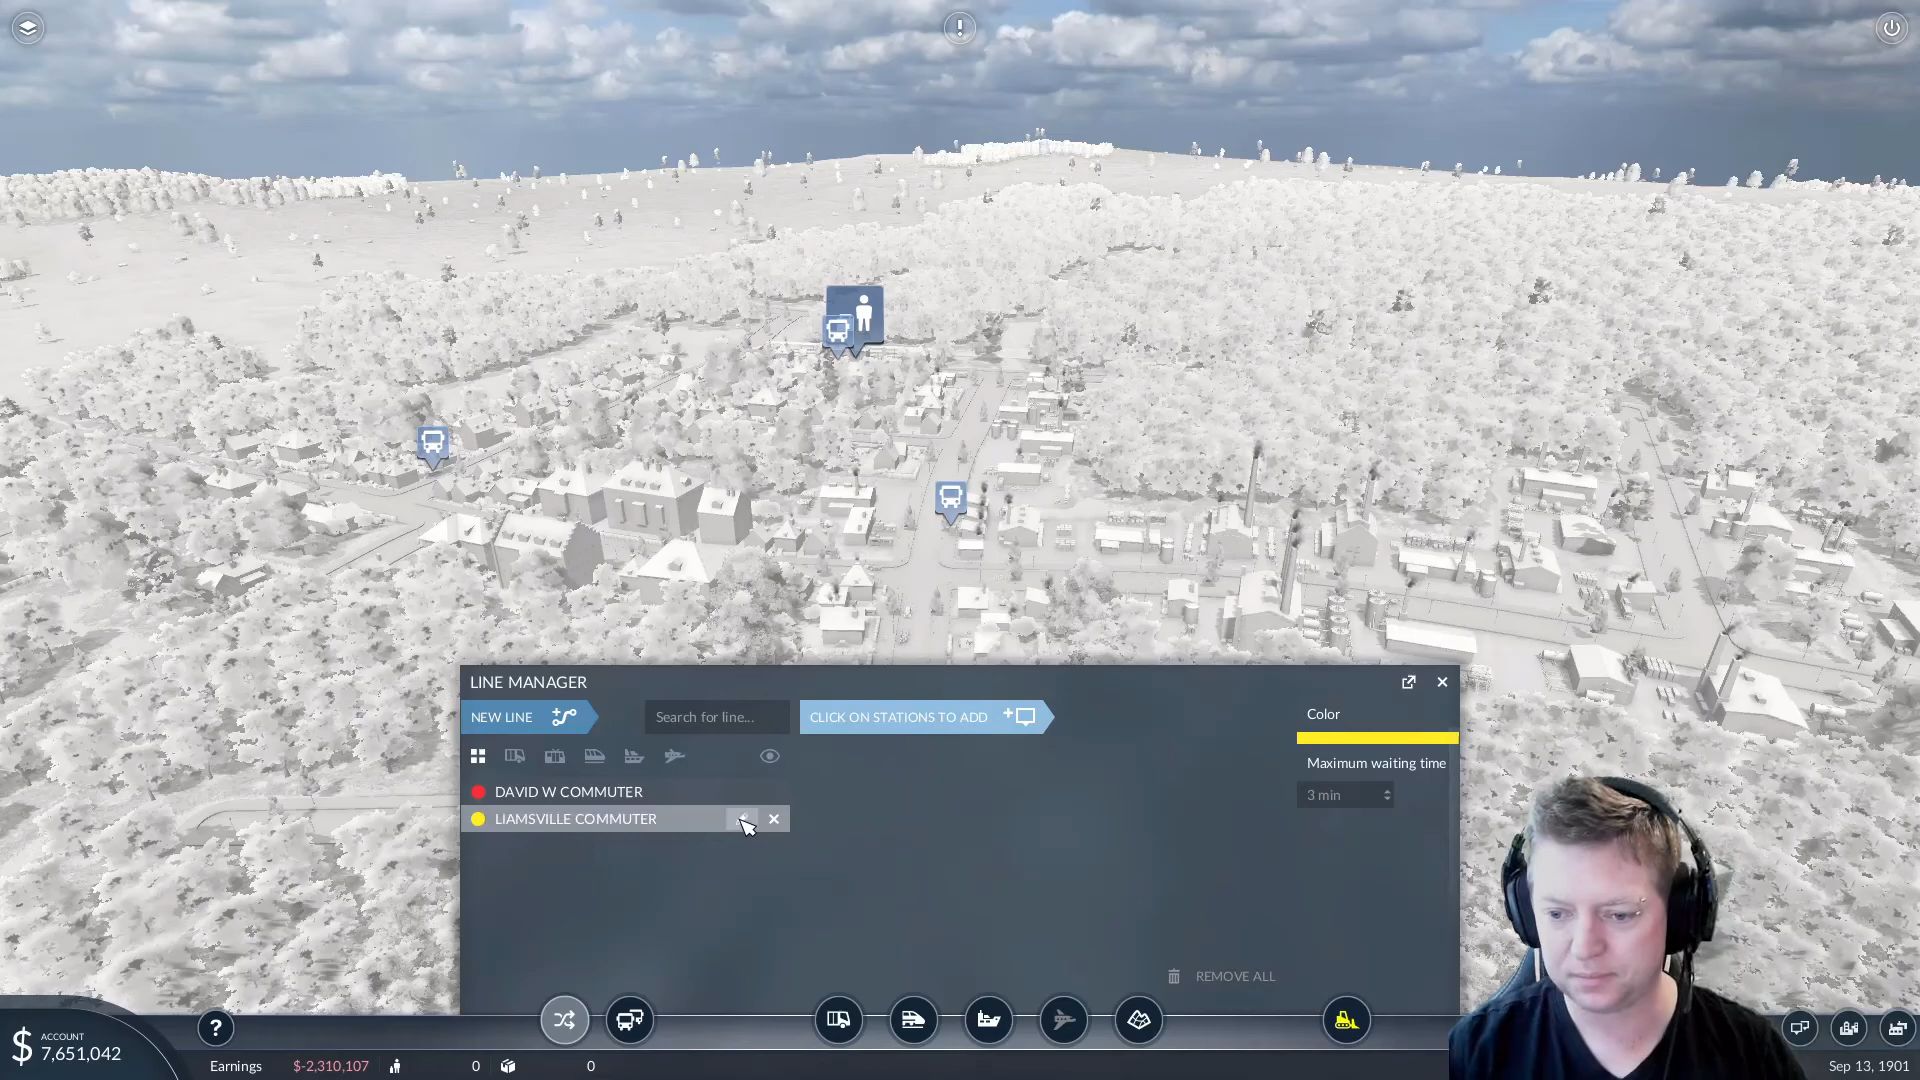 LINE MANAGER
NEW LINE
Search for line...
CLICK ON STATIONS TO ADD
Color
Maximum waiting time
3 min
DAVID W COMMUTER
LIAMSVILLE COMMUTER
REMOVE ALL
?
$ ACCOUNT
7,651,042
Earnings $-2,310,107 0 0
Sep 13, 1901